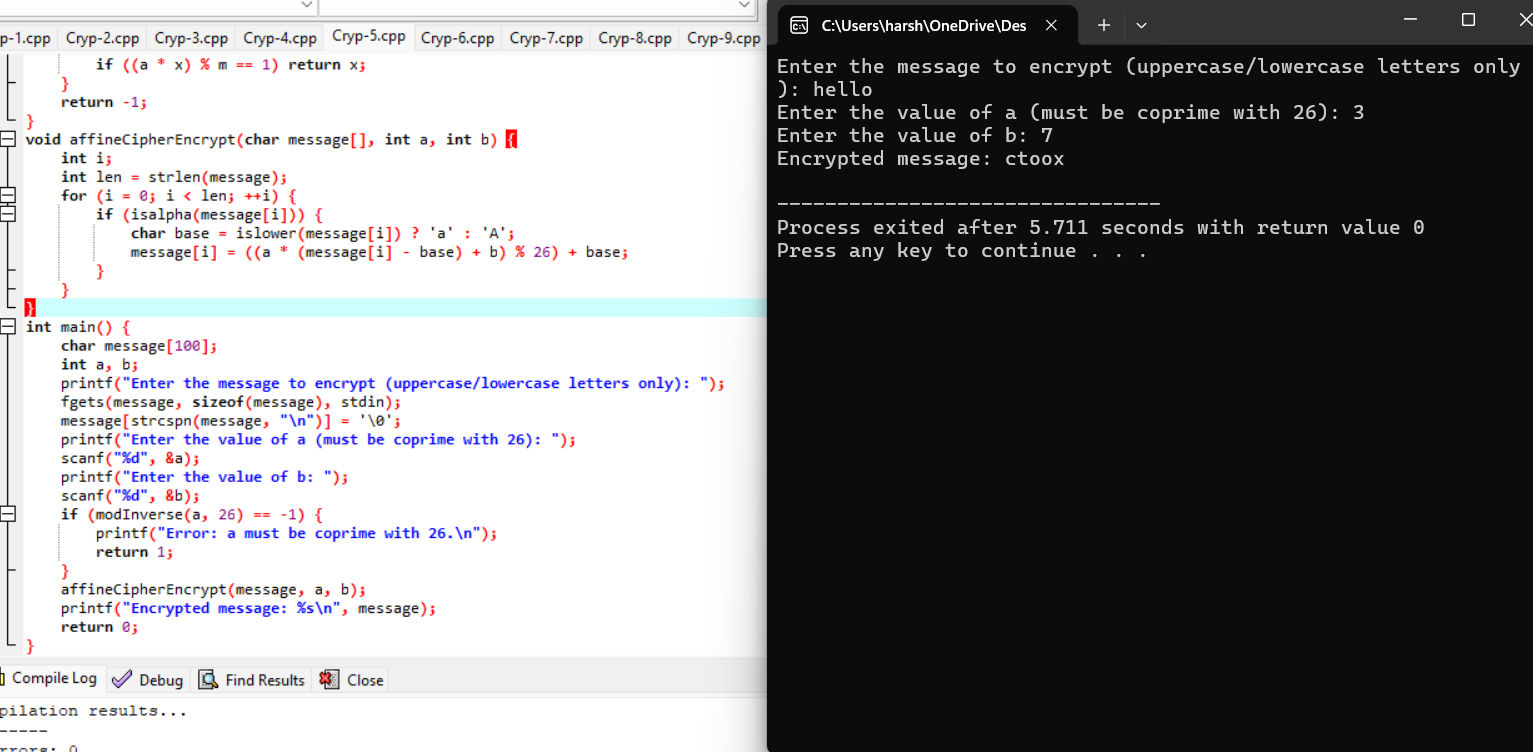 p-1.cpp Cryp-2.cpp Cryp-3.cpp Cryp-4.cpp Cryp-5.cpp Cryp-6.cpp Cryp-7.cpp Cryp-8.cpp Cryp-9.cpp
if ((a * x) % m == 1) return x;
}
return -1;
}
void affineCipherEncrypt(char message[], int a, int b) {
int i;
int len = strlen(message);
for (i = 0; i < len; ++i) {
if (isalpha(message[i])) {
char base = islower(message[i]) ? 'a' : 'A';
message[i] = ((a * (message[i] - base) + b) % 26) + base;
}
}
}
int main() {
char message[100];
int a, b;
printf("Enter the message to encrypt (uppercase/lowercase letters only): ");
fgets(message, sizeof(message), stdin);
message[strcspn(message, "\n")] = '\0';
printf("Enter the value of a (must be coprime with 26): ");
scanf("%d", &a);
printf("Enter the value of b: ");
scanf("%d", &b);
if (modInverse(a, 26) == -1) {
printf("Error: a must be coprime with 26.\n");
return 1;
}
affineCipherEncrypt(message, a, b);
printf("Encrypted message: %s\n", message);
return 0;
}
Compile Log Debug Find Results Close
pilation results...
-----
rrors: 0
C:\Users\harsh\OneDrive\Des
Enter the message to encrypt (uppercase/lowercase letters only
): hello
Enter the value of a (must be coprime with 26): 3
Enter the value of b: 7
Encrypted message: ctoox
--------------------------------
Process exited after 5.711 seconds with return value 0
Press any key to continue . . .